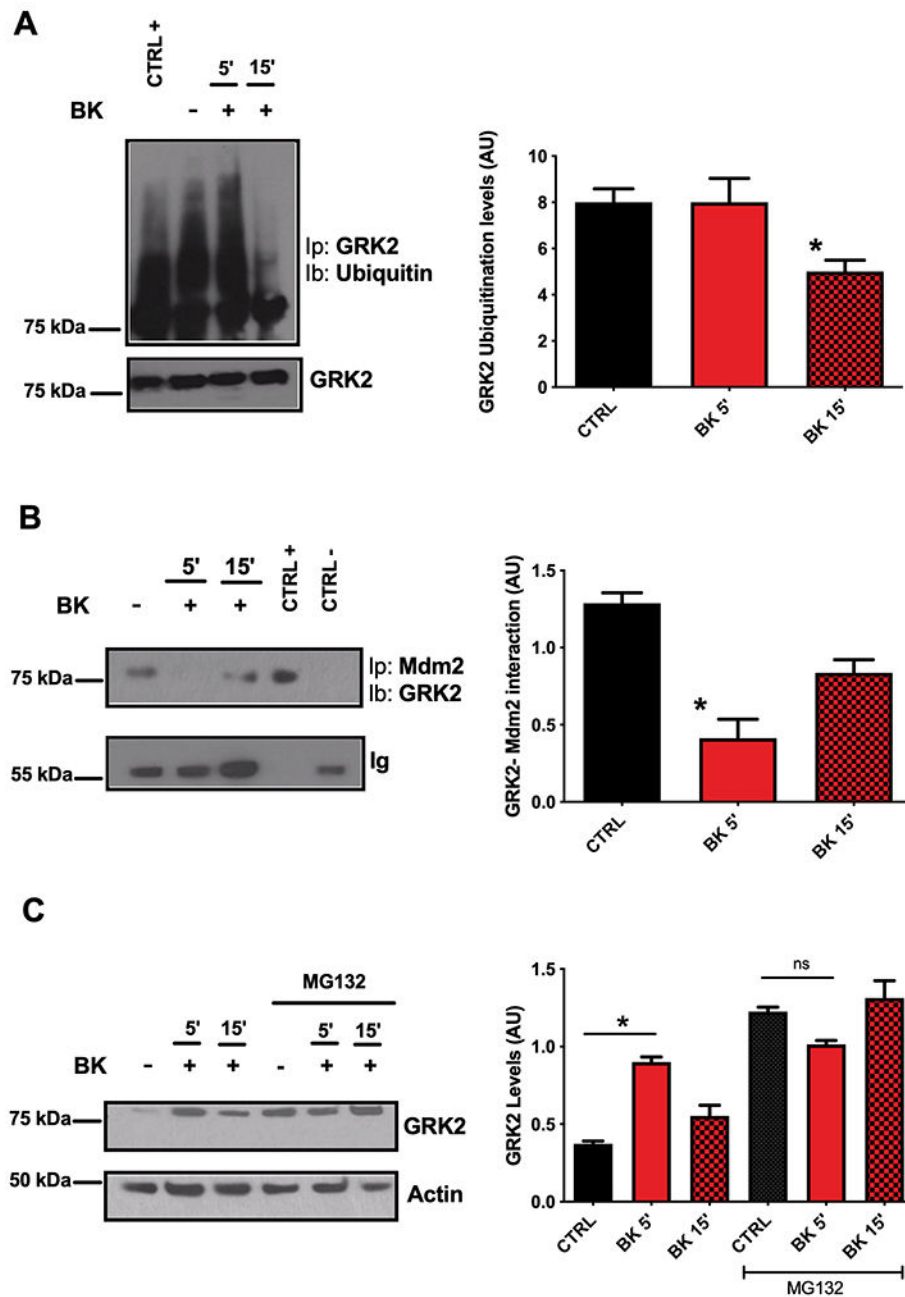 A
CTRL +
5' 15'
BK - + +
Ip: GRK2
Ib: Ubiquitin
75 kDa
75 kDa
GRK2
GRK2 Ubiquitination levels (AU)
10
8
6
4
2
0
*
CTRL
BK 5'
BK 15'
B
5' 15' CTRL + CTRL -
BK - + +
75 kDa
Ip: Mdm2
Ib: GRK2
55 kDa
Ig
GRK2- Mdm2 interaction (AU)
1.5
1.0
0.5
0.0
*
CTRL
BK 5'
BK 15'
C
MG132
5' 15' 5' 15'
BK - + + - + +
75 kDa
GRK2
50 kDa
Actin
GRK2 Levels (AU)
1.5
1.0
0.5
0.0
*
ns
CTRL
BK 5'
BK 15'
CTRL
BK 5'
BK 15'
MG132